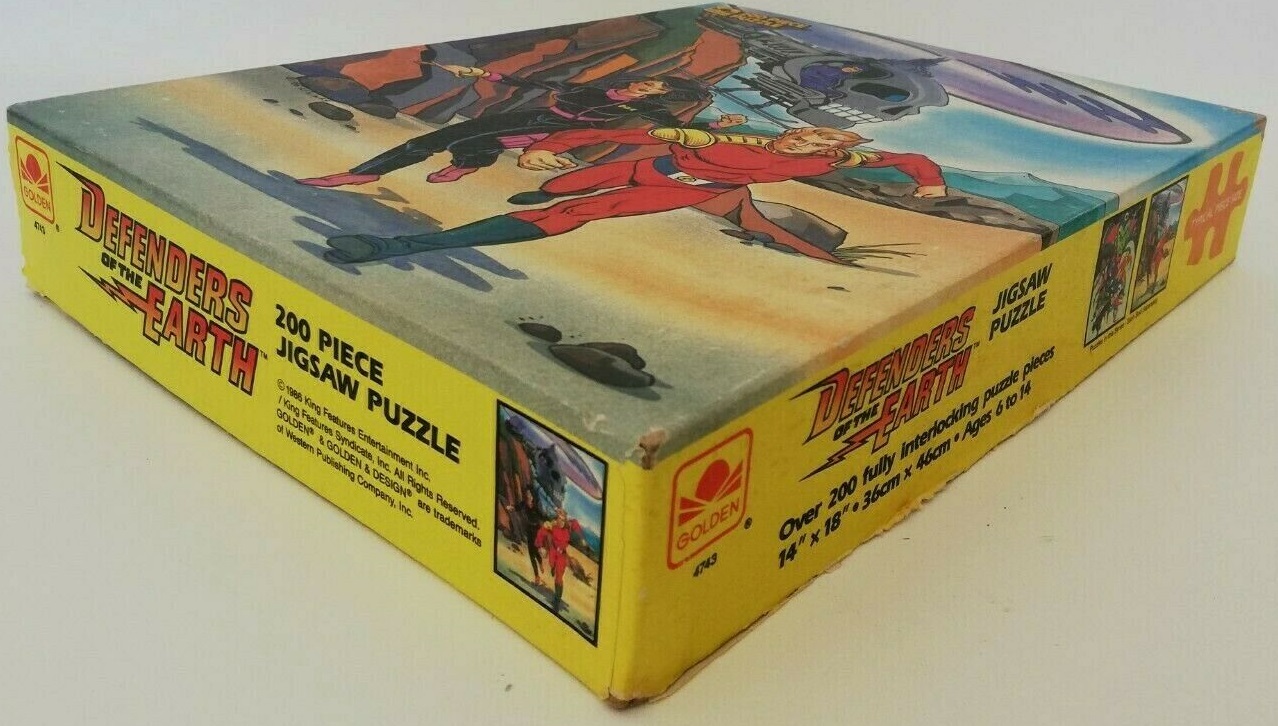 GOLDEN
®
4743
DEFENDERS
OF THE
EARTH™
200 PIECE
JIGSAW PUZZLE
©1986 King Features Entertainment Inc.
/King Features Syndicate, Inc. All Rights Reserved.
GOLDEN® & GOLDEN & DESIGN® are trademarks
of Western Publishing Company, Inc.
GOLDEN
®
4743
DEFENDERS
OF THE
EARTH™
JIGSAW
PUZZLE
Over 200 fully interlocking puzzle pieces
14" x 18" • 36cm x 46cm • Ages 6 to 14